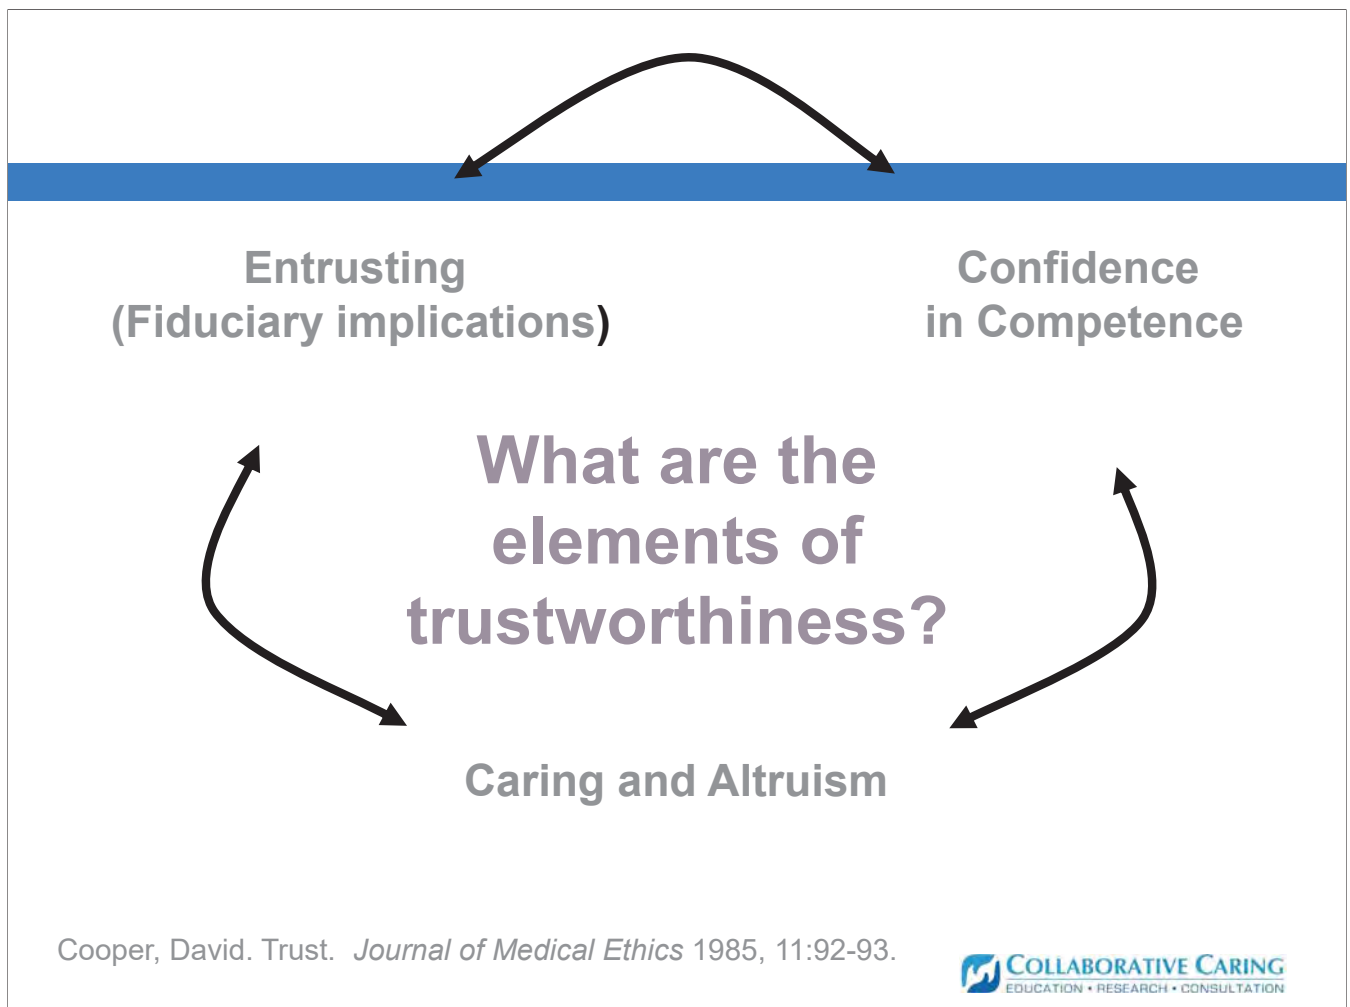 Entrusting
(Fiduciary implications)
Confidence
in Competence
What are the
elements of
trustworthiness?
Caring and Altruism
Cooper, David. Trust. Journal of Medical Ethics 1985, 11:92-93.
COLLABORATIVE CARING
EDUCATION • RESEARCH • CONSULTATION